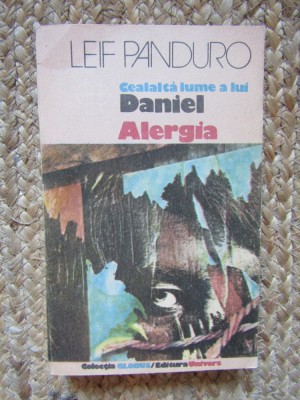 LEIF PANDURO
Cealaltă lume a lui
Daniel
Alergia
Colecția GLOBUS/Editura Univers